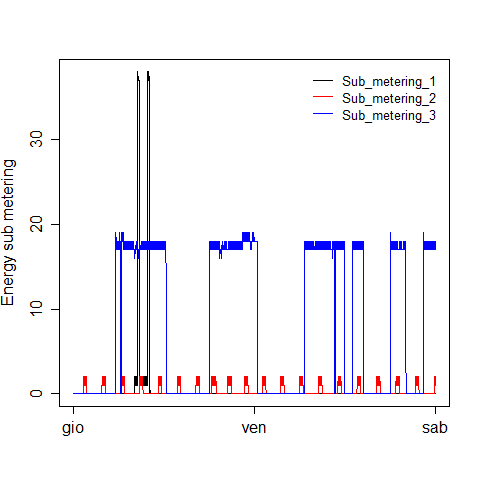 Sub_metering_1
Sub_metering_2
Sub_metering_3
Energy sub metering
30
20
10
0
gio ven sab